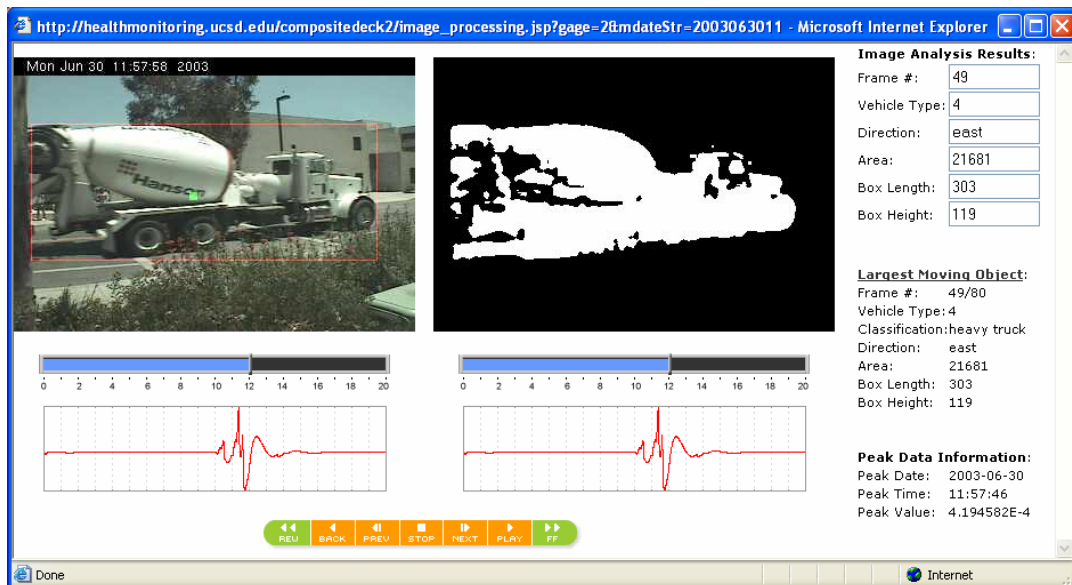 http://healthmonitoring.ucsd.edu/compositedeck2/image_processing.jsp?gage=2&mdateStr=2003063011 - Microsoft Internet Explorer
Mon Jun 30 11:57:58 2003
Hanson
Image Analysis Results:
Frame #: 49
Vehicle Type: 4
Direction: east
Area: 21681
Box Length: 303
Box Height: 119
Largest Moving Object:
Frame #: 49/80
Vehicle Type: 4
Classification: heavy truck
Direction: east
Area: 21681
Box Length: 303
Box Height: 119
0 2 4 6 8 10 12 14 16 18 20
0 2 4 6 8 10 12 14 16 18 20
Peak Data Information:
Peak Date: 2003-06-30
Peak Time: 11:57:46
Peak Value: 4.194582E-4
REU BACK PREV STOP NEXT PLAY FF
Done
Internet